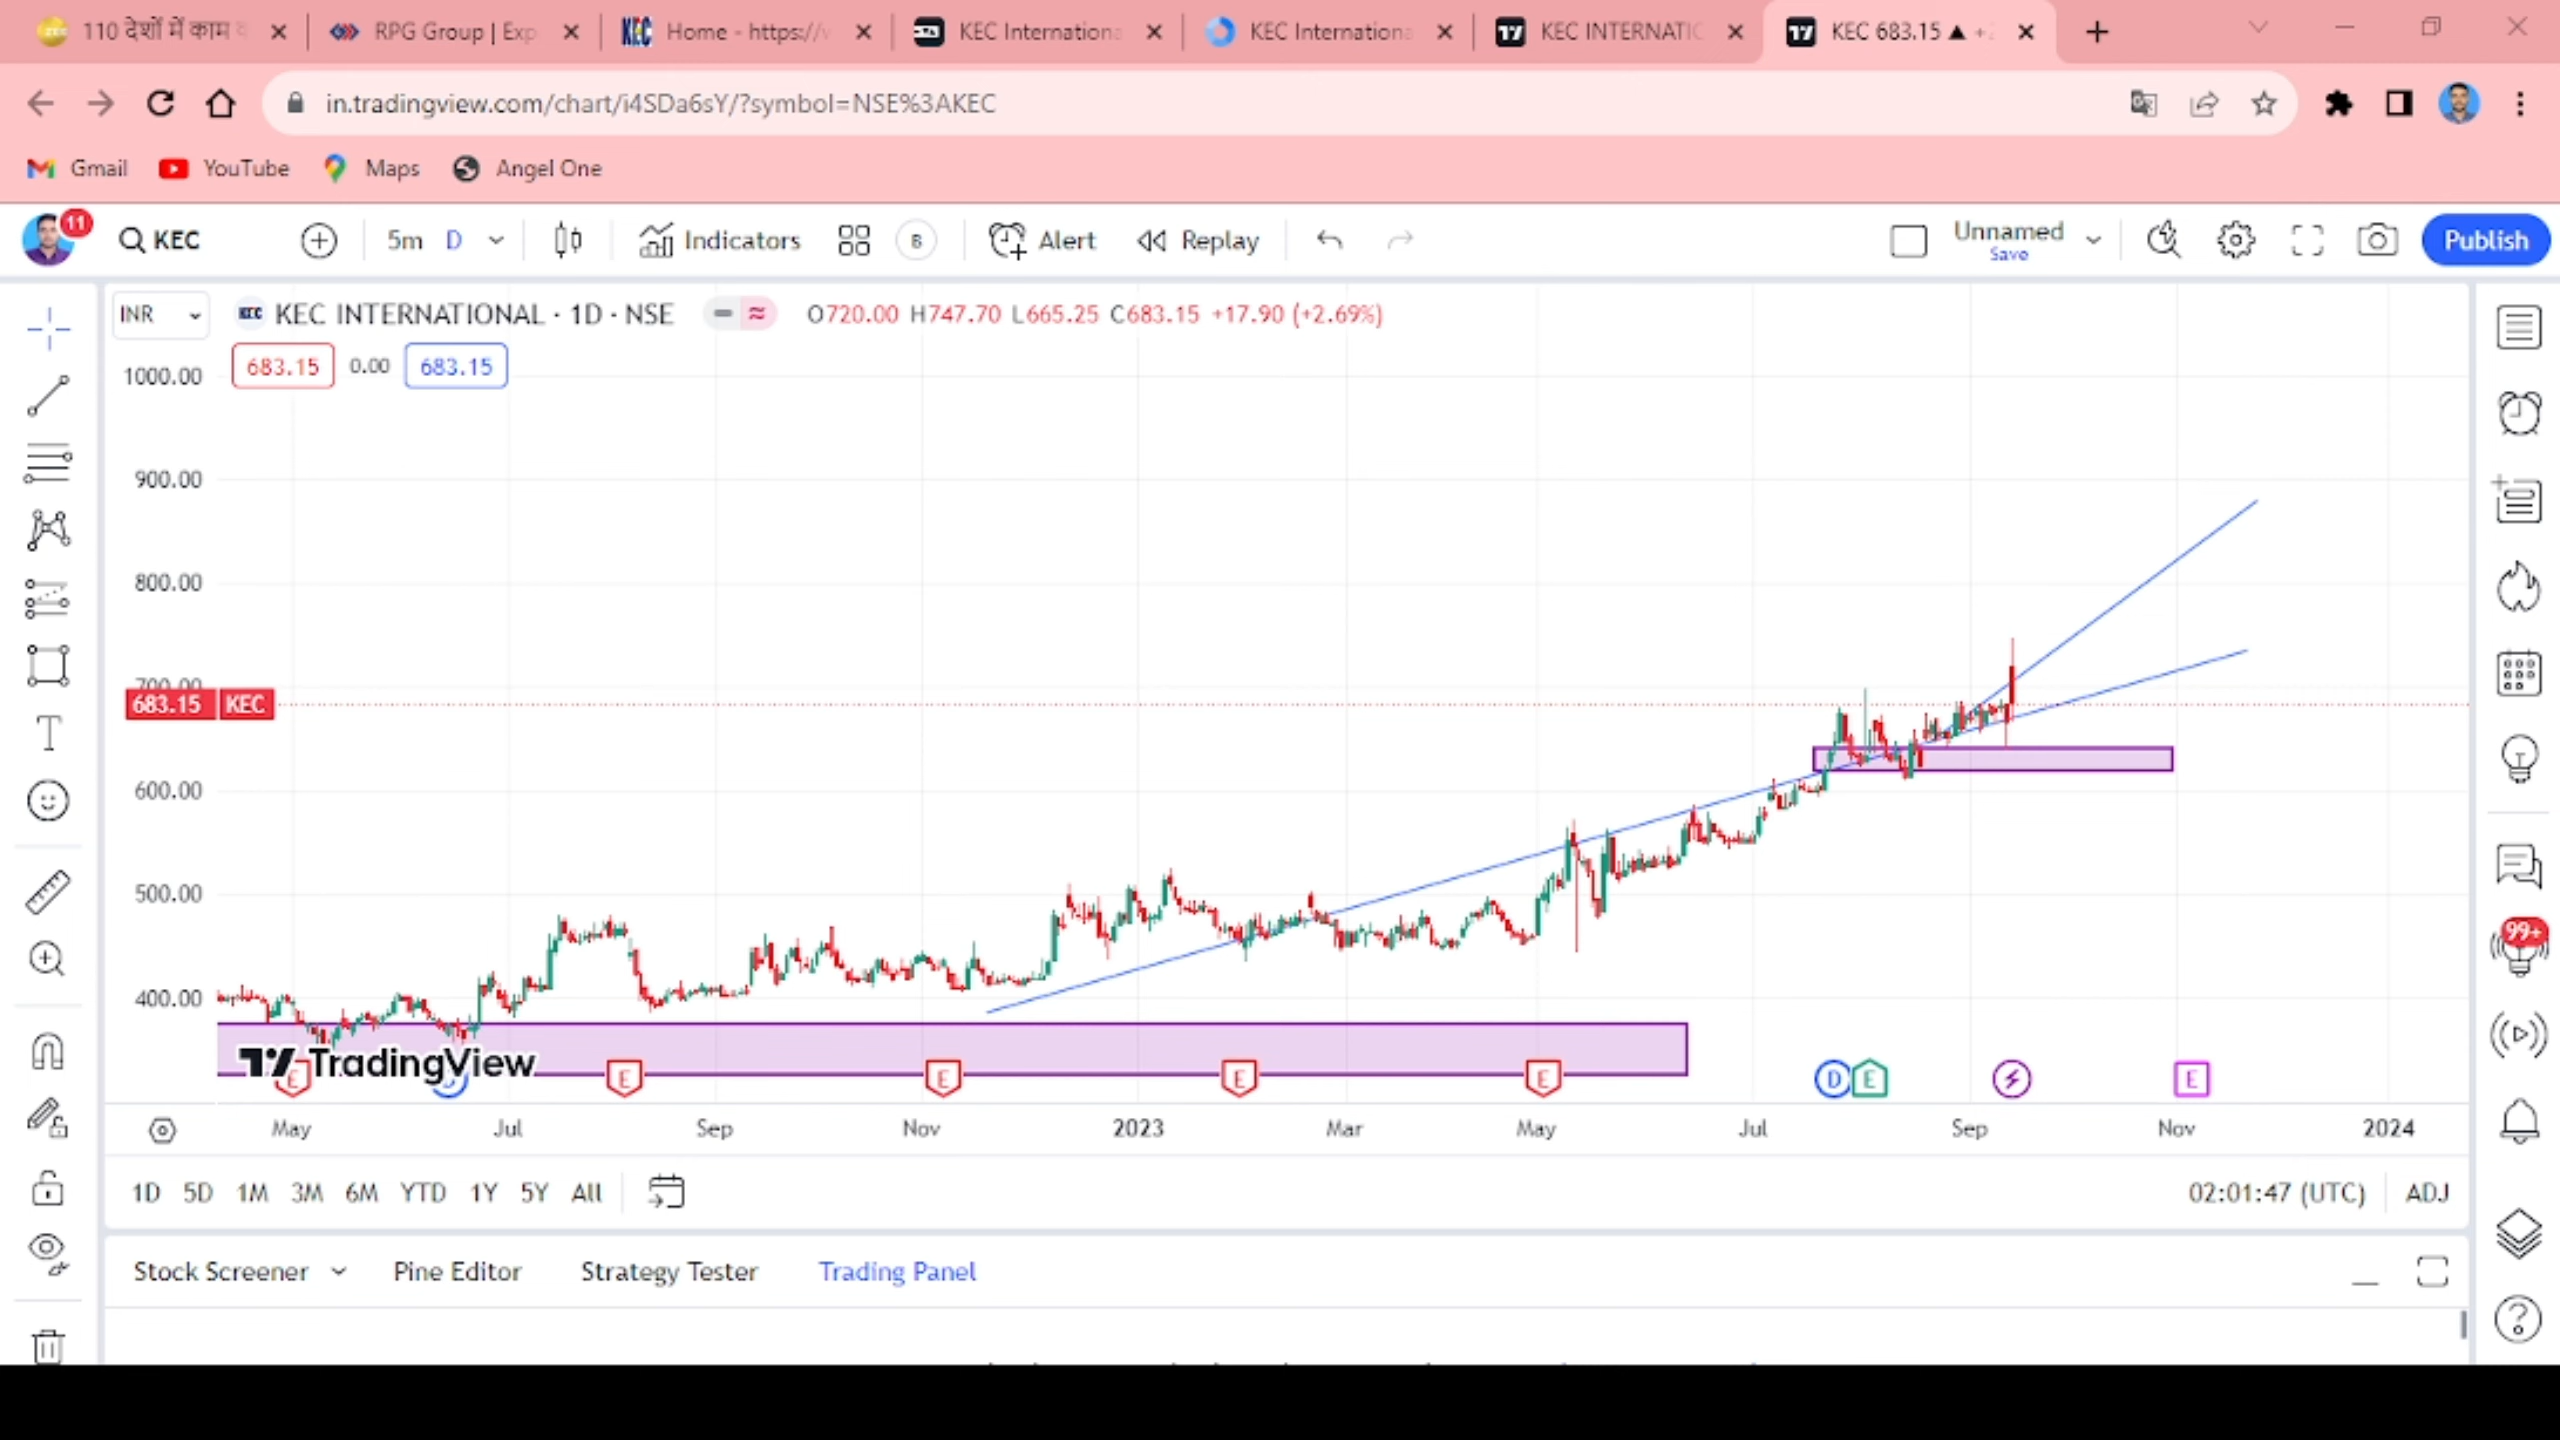 110 देशों में काम
RPG Group | Exp
Home - https://
KEC Internationa
KEC Internationa
KEC INTERNATIO
KEC 683.15 ▲ +
in.tradingview.com/chart/i4SDa6sY/?symbol=NSE%3AKEC
Gmail
YouTube
Maps
Angel One
11
KEC
5m
D
Indicators
B
Alert
Replay
Unnamed
Save
Publish
INR
KEC INTERNATIONAL · 1D · NSE
O720.00 H747.70 L665.25 C683.15 +17.90 (+2.69%)
683.15
0.00
683.15
1000.00
900.00
800.00
700.00
683.15 KEC
600.00
500.00
400.00
TradingView
E
E
E
E
E
D
E
E
May
Jul
Sep
Nov
2023
Mar
May
Jul
Sep
Nov
2024
99+
1D 5D 1M 3M 6M YTD 1Y 5Y All
02:01:47 (UTC)
ADJ
Stock Screener
Pine Editor
Strategy Tester
Trading Panel